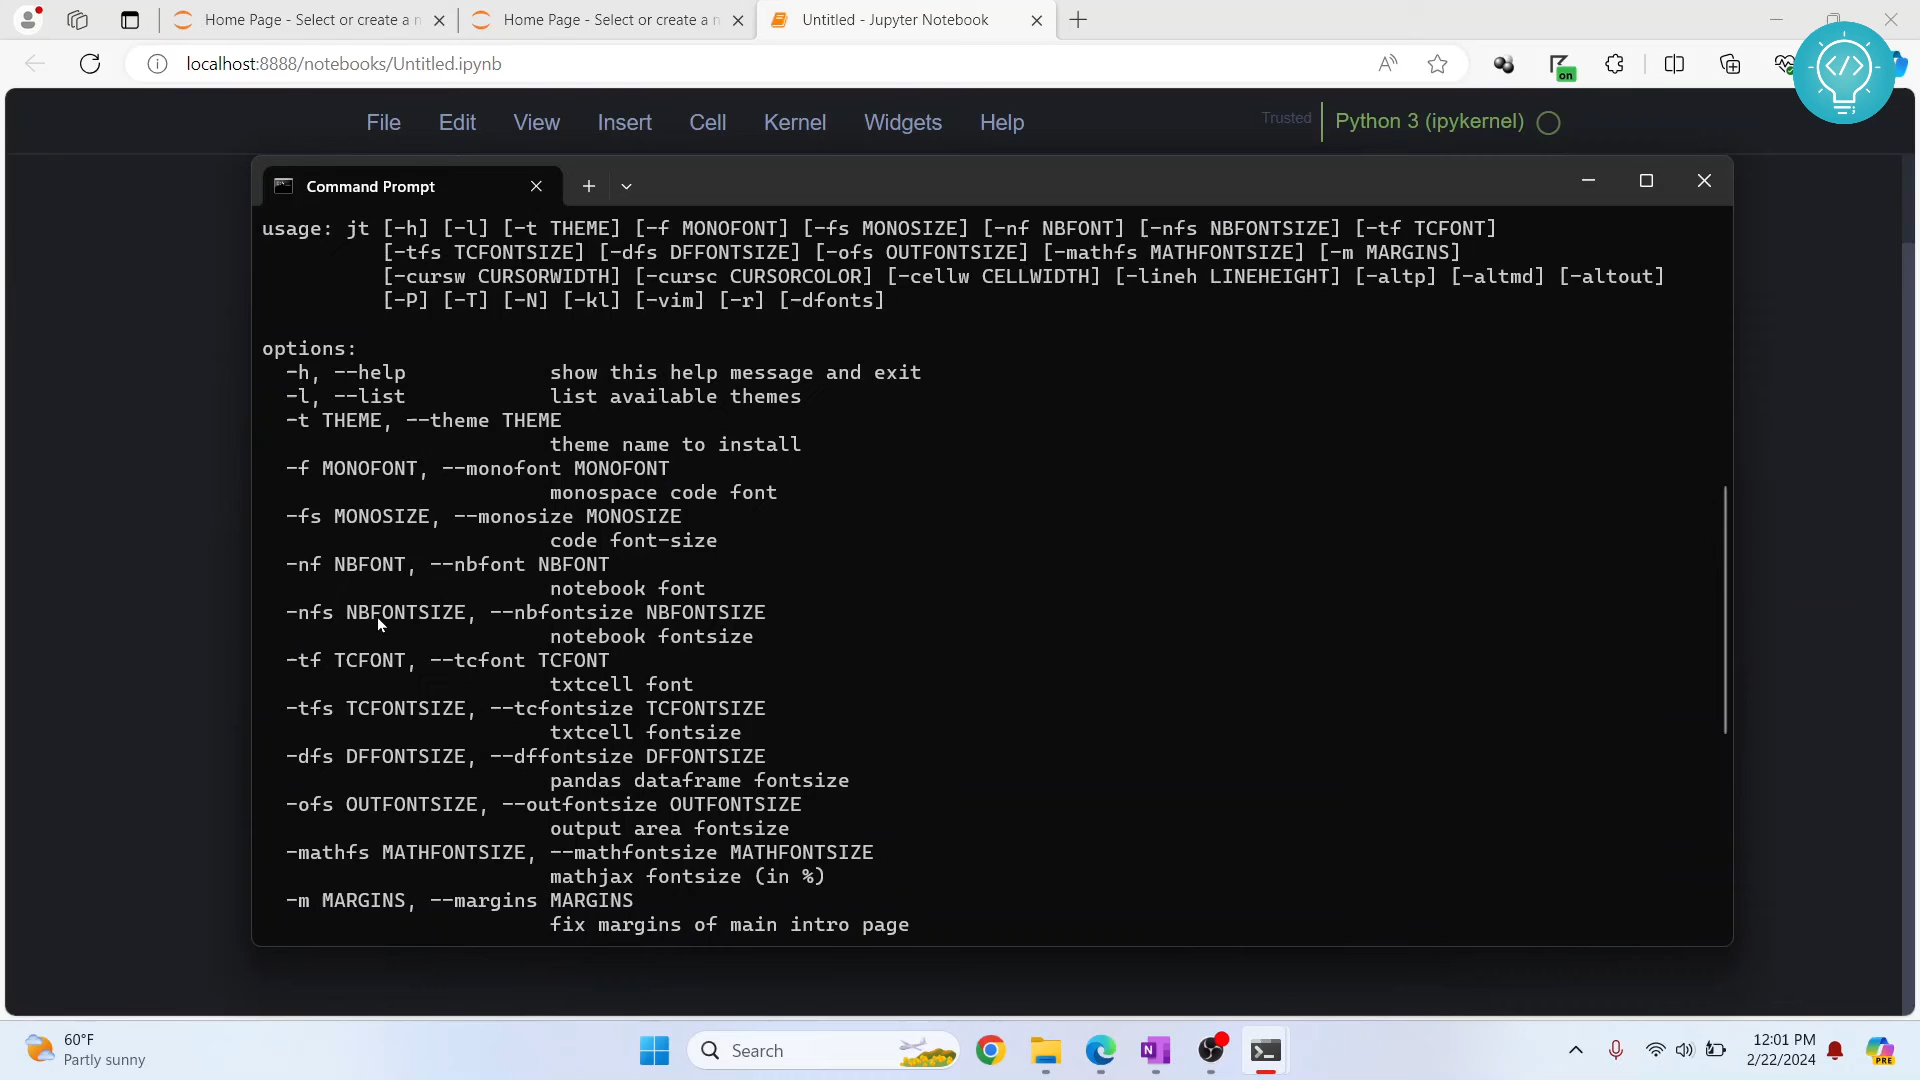 Home Page - Select or create a n
Home Page - Select or create a n
Untitled - Jupyter Notebook
localhost:8888/notebooks/Untitled.ipynb
on
File Edit View Insert Cell Kernel Widgets Help
Trusted
Python 3 (ipykernel)
Command Prompt
usage: jt [-h] [-l] [-t THEME] [-f MONOFONT] [-fs MONOSIZE] [-nf NBFONT] [-nfs NBFONTSIZE] [-tf TCFONT]
[-tfs TCFONTSIZE] [-dfs DFFONTSIZE] [-ofs OUTFONTSIZE] [-mathfs MATHFONTSIZE] [-m MARGINS]
[-cursw CURSORWIDTH] [-cursc CURSORCOLOR] [-cellw CELLWIDTH] [-lineh LINEHEIGHT] [-altp] [-altmd] [-altout]
[-P] [-T] [-N] [-kl] [-vim] [-r] [-dfonts]
options:
-h, --help show this help message and exit
-l, --list list available themes
-t THEME, --theme THEME
theme name to install
-f MONOFONT, --monofont MONOFONT
monospace code font
-fs MONOSIZE, --monosize MONOSIZE
code font-size
-nf NBFONT, --nbfont NBFONT
notebook font
-nfs NBFONTSIZE, --nbfontsize NBFONTSIZE
notebook fontsize
-tf TCFONT, --tcfont TCFONT
txtcell font
-tfs TCFONTSIZE, --tcfontsize TCFONTSIZE
txtcell fontsize
-dfs DFFONTSIZE, --dffontsize DFFONTSIZE
pandas dataframe fontsize
-ofs OUTFONTSIZE, --outfontsize OUTFONTSIZE
output area fontsize
-mathfs MATHFONTSIZE, --mathfontsize MATHFONTSIZE
mathjax fontsize (in %)
-m MARGINS, --margins MARGINS
fix margins of main intro page
60°F
Partly sunny
Search
12:01 PM
2/22/2024
PRE